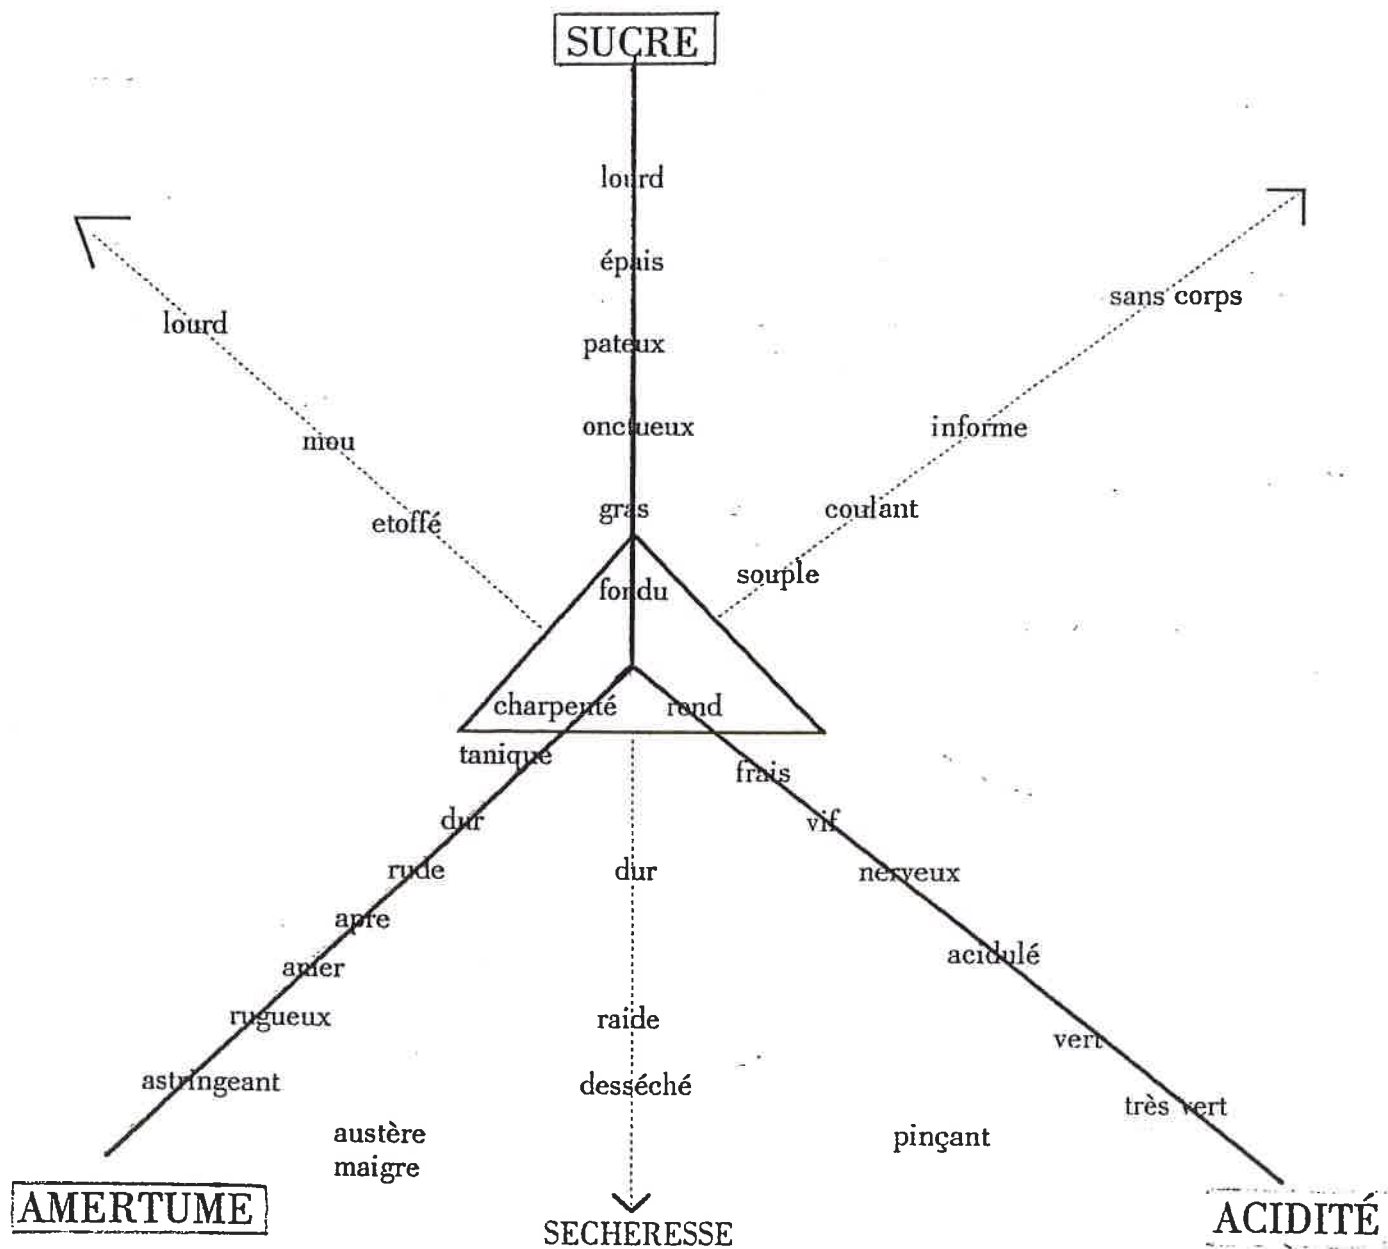 SUCRE
lourd
épais
sans corps
lourd
pateux
onctueux
informe
mou
gras
coulant
etoffé
souple
fondu
charpenté
rond
tanique
frais
dur
vif
rude
dur
nerveux
apre
acidulé
amer
rugueux
raide
vert
astringeant
desséché
très vert
austère
maigre
pinçant
AMERTUME
SECHERESSE
ACIDITÉ